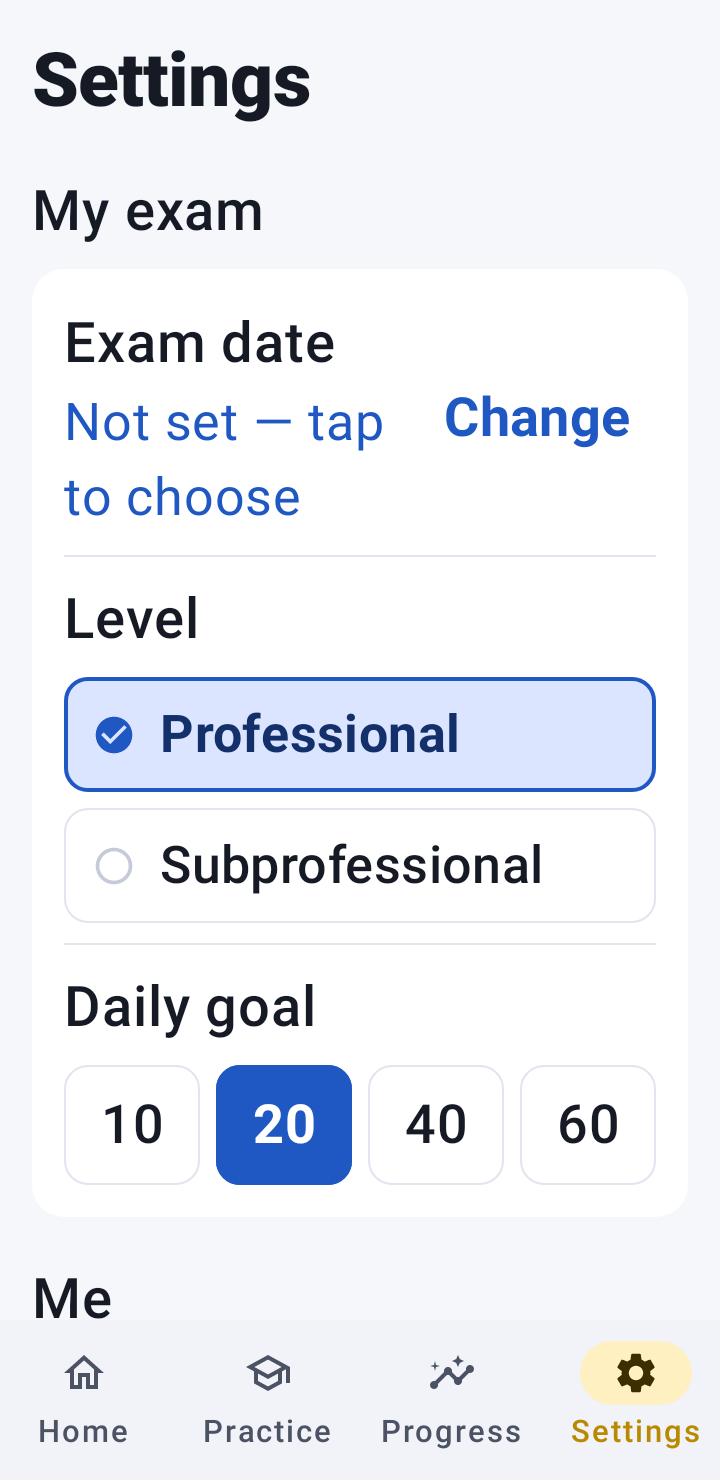 Settings
My exam
Exam date
Not set — tap
to choose
Change
Level
Professional
Subprofessional
Daily goal
10 20 40 60
Me
Home Practice Progress Settings